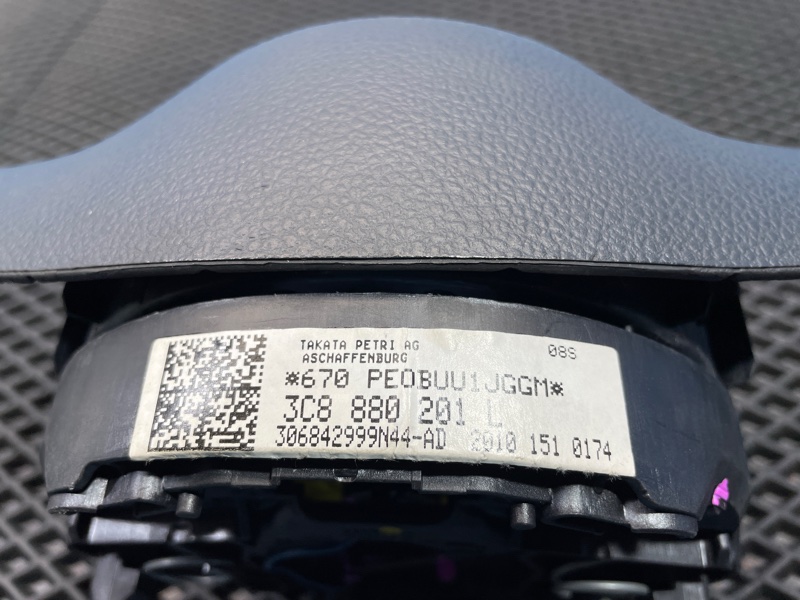 TAKATA PETRI AG
ASCHAFFENBURG
08S
*670 PE0BUU1JGGM*
3C8 880 201 L
306842999N44-AD 2010 151 0174